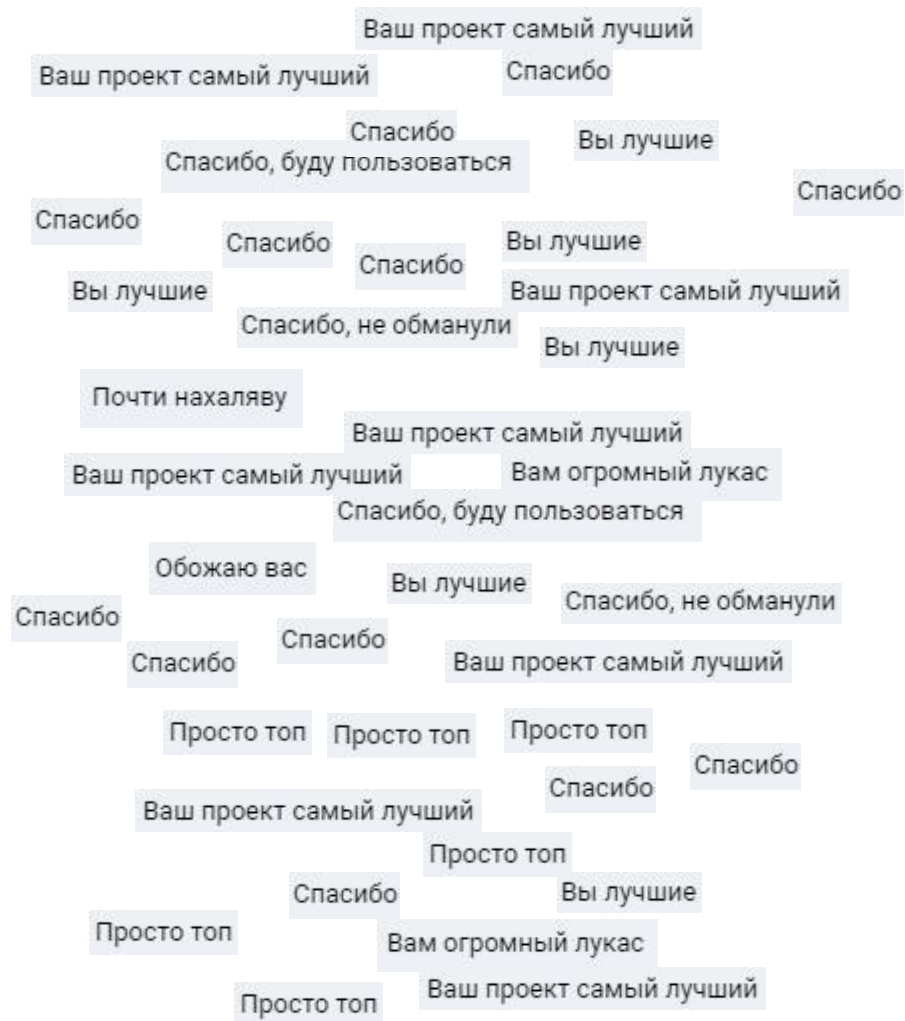 Ваш проект самый лучший
Ваш проект самый лучший
Спасибо
Спасибо
Вы лучшие
Спасибо, буду пользоваться
Спасибо
Спасибо
Спасибо
Вы лучшие
Спасибо
Вы лучшие
Ваш проект самый лучший
Спасибо, не обманули
Вы лучшие
Почти нахаляву
Ваш проект самый лучший
Ваш проект самый лучший
Вам огромный лукас
Спасибо, буду пользоваться
Обожаю вас
Вы лучшие
Спасибо, не обманули
Спасибо
Спасибо
Спасибо
Ваш проект самый лучший
Просто топ
Просто топ
Просто топ
Спасибо
Спасибо
Ваш проект самый лучший
Просто топ
Спасибо
Вы лучшие
Просто топ
Вам огромный лукас
Ваш проект самый лучший
Просто топ